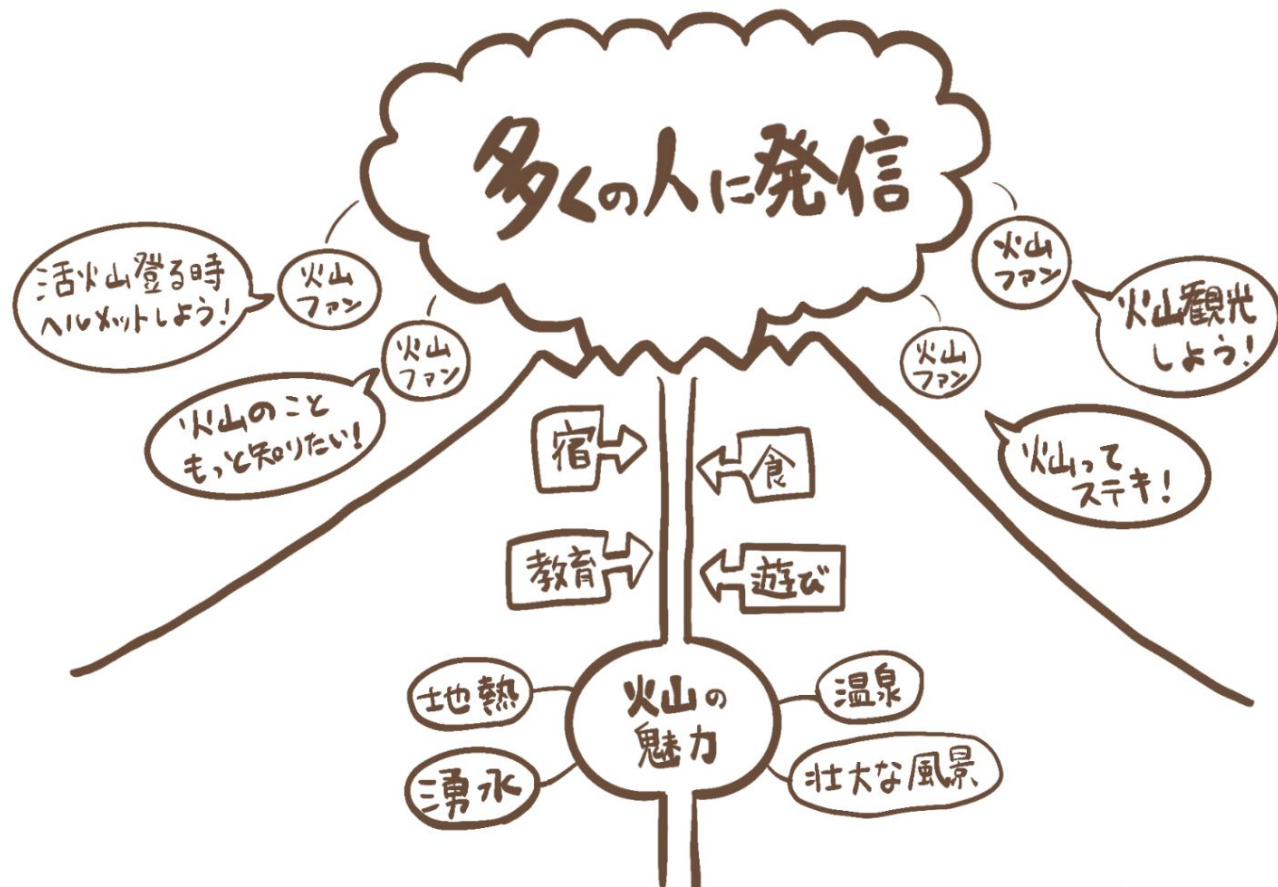 多くの人に発信
活火山登る時
ヘルメットしよう!
火山
ファン
火山
ファン
火山のこと
もっと知りたい!
火山
ファン
火山観光
しよう!
火山
ファン
火山って
ステキ!
宿
食
教育
遊び
地熱
火山の
魅力
温泉
湧水
壮大な風景